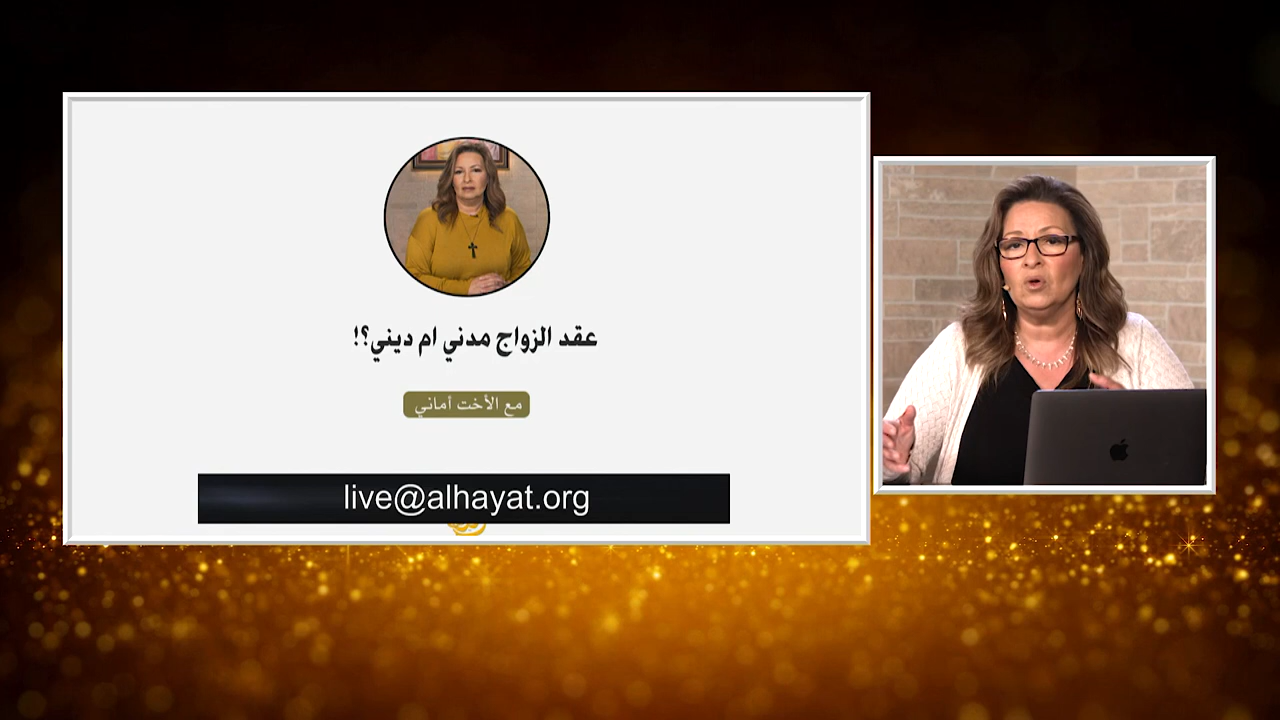 عقد الزواج مدني ام ديني؟!
مع الأخت أماني
live@alhayat.org